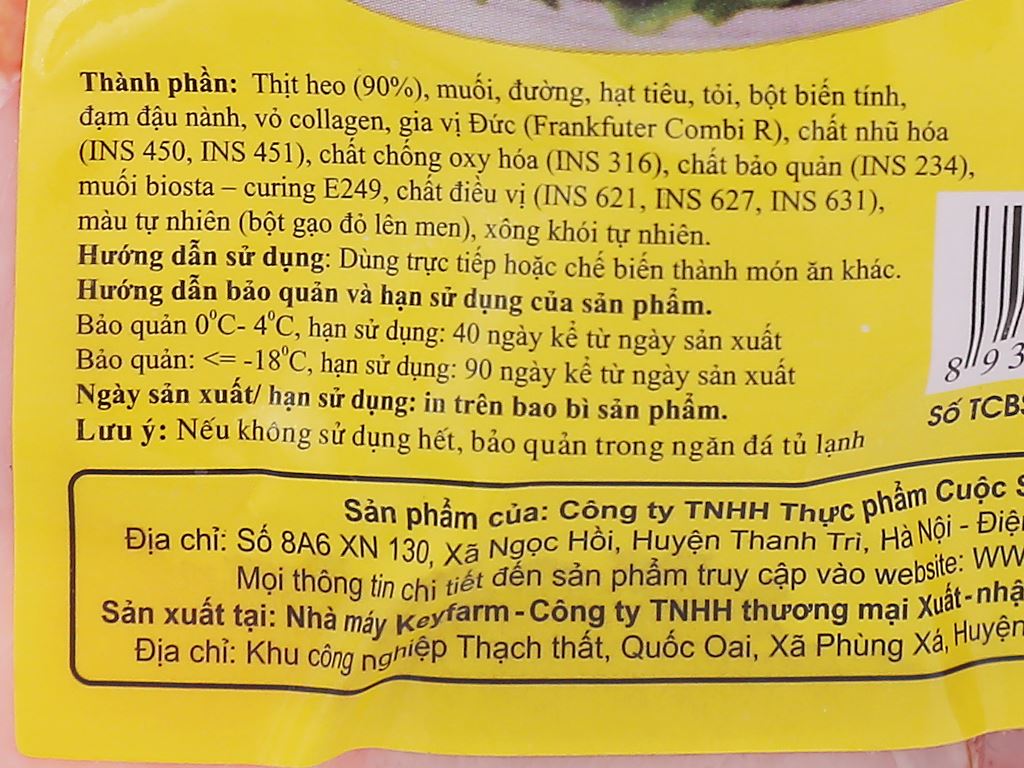 Thành phần: Thịt heo (90%), muối, đường, hạt tiêu, tỏi, bột biến tính,
đạm đậu nành, vỏ collagen, gia vị Đức (Frankfuter Combi R), chất nhũ hóa
(INS 450, INS 451), chất chống oxy hóa (INS 316), chất bảo quản (INS 234),
muối biosta – curing E249, chất điều vị (INS 621, INS 627, INS 631),
màu tự nhiên (bột gạo đỏ lên men), xông khói tự nhiên.
Hướng dẫn sử dụng: Dùng trực tiếp hoặc chế biến thành món ăn khác.
Hướng dẫn bảo quản và hạn sử dụng của sản phẩm.
Bảo quản 0°C- 4°C, hạn sử dụng: 40 ngày kể từ ngày sản xuất
Bảo quản: <= -18°C, hạn sử dụng: 90 ngày kể từ ngày sản xuất
Ngày sản xuất/ hạn sử dụng: in trên bao bì sản phẩm.
Lưu ý: Nếu không sử dụng hết, bảo quản trong ngăn đá tủ lạnh
8 93
Số TCBS
Sản phẩm của: Công ty TNHH Thực phẩm Cuộc S
Địa chỉ: Số 8A6 XN 130, Xã Ngọc Hồi, Huyện Thanh Trì, Hà Nội - Điệ
Mọi thông tin chi tiết đến sản phẩm truy cập vào website: WW
Sản xuất tại: Nhà máy Keyfarm - Công ty TNHH thương mại Xuất - nhậ
Địa chỉ: Khu công nghiệp Thạch thất, Quốc Oai, Xã Phùng Xá, Huyện